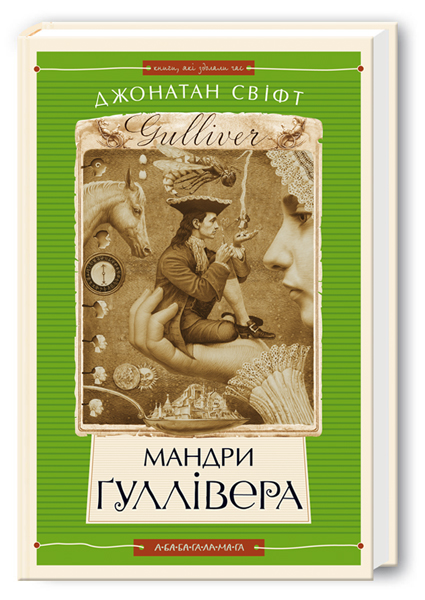 книги, які здолали час
ДЖОНАТАН СВІФТ
Gulliver
МАНДРИ
ҐУЛЛІВЕРА
А-БА-БА-ГА-ЛА-МА-ГА